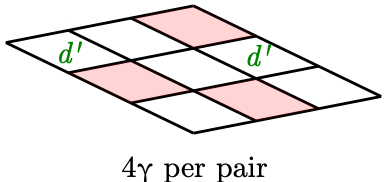 d′ d′
4γ per pair